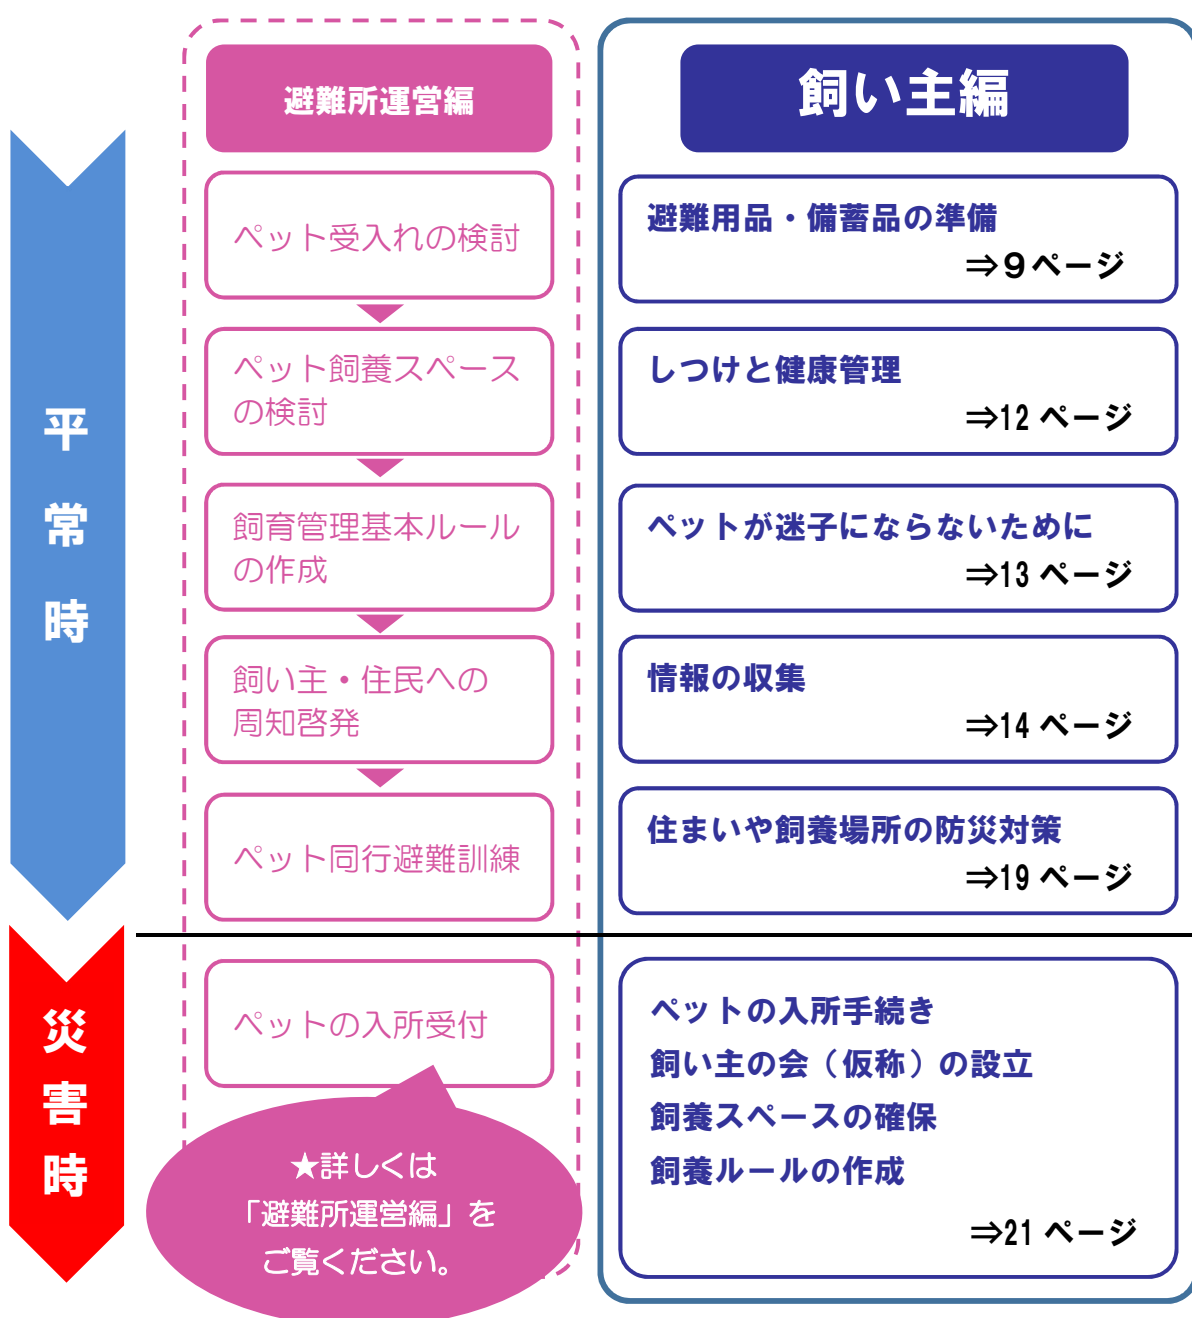 平常時
災害時
避難所運営編
ペット受入れの検討
ペット飼養スペース
の検討
飼育管理基本ルール
の作成
飼い主・住民への
周知啓発
ペット同行避難訓練
ペットの入所受付
★詳しくは
「避難所運営編」を
ご覧ください。
飼い主編
避難用品・備蓄品の準備
⇒９ページ
しつけと健康管理
⇒12 ページ
ペットが迷子にならないために
⇒13 ページ
情報の収集
⇒14 ページ
住まいや飼養場所の防災対策
⇒19 ページ
ペットの入所手続き
飼い主の会（仮称）の設立
飼養スペースの確保
飼養ルールの作成
⇒21 ページ